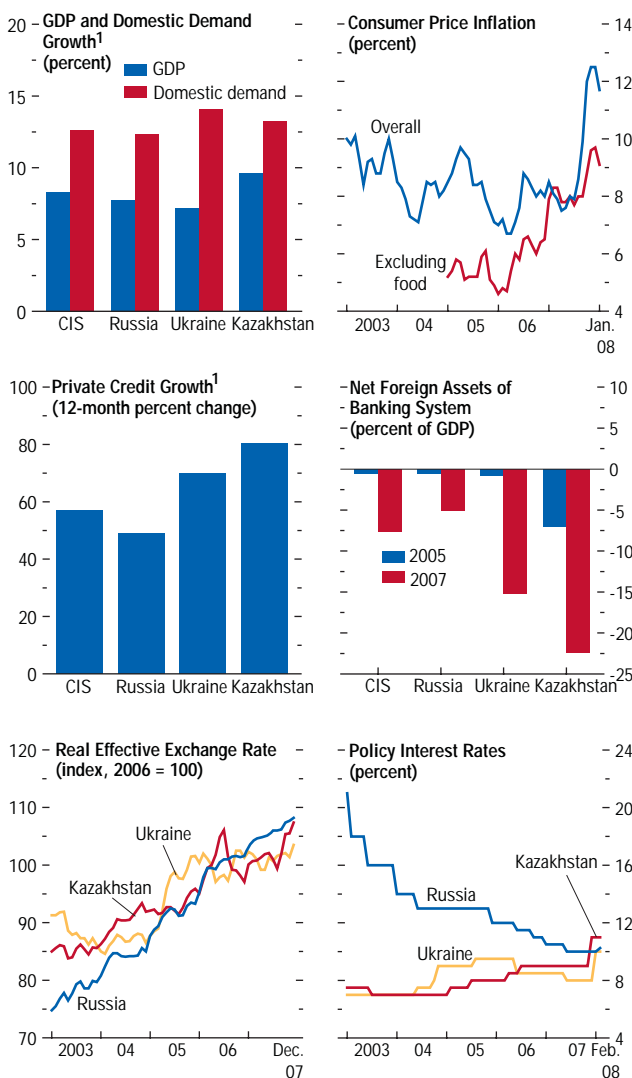 GDP and Domestic Demand
Growth1
(percent)
GDP
Domestic demand
20
15
10
5
0
CIS Russia Ukraine Kazakhstan
Consumer Price Inflation
(percent)
Overall
Excluding
food
14
12
10
8
6
4
2003 04 05 06 Jan.
08
Private Credit Growth1
(12-month percent change)
100
80
60
40
20
0
CIS Russia Ukraine Kazakhstan
Net Foreign Assets of
Banking System
(percent of GDP)
2005
2007
10
5
0
-5
-10
-15
-20
-25
CIS Russia Ukraine Kazakhstan
Real Effective Exchange Rate
(index, 2006 = 100)
Ukraine
Kazakhstan
Russia
120
110
100
90
80
70
2003 04 05 06 Dec.
07
Policy Interest Rates
(percent)
Kazakhstan
Russia
Ukraine
24
20
16
12
8
4
2003 04 05 06 07 Feb.
08